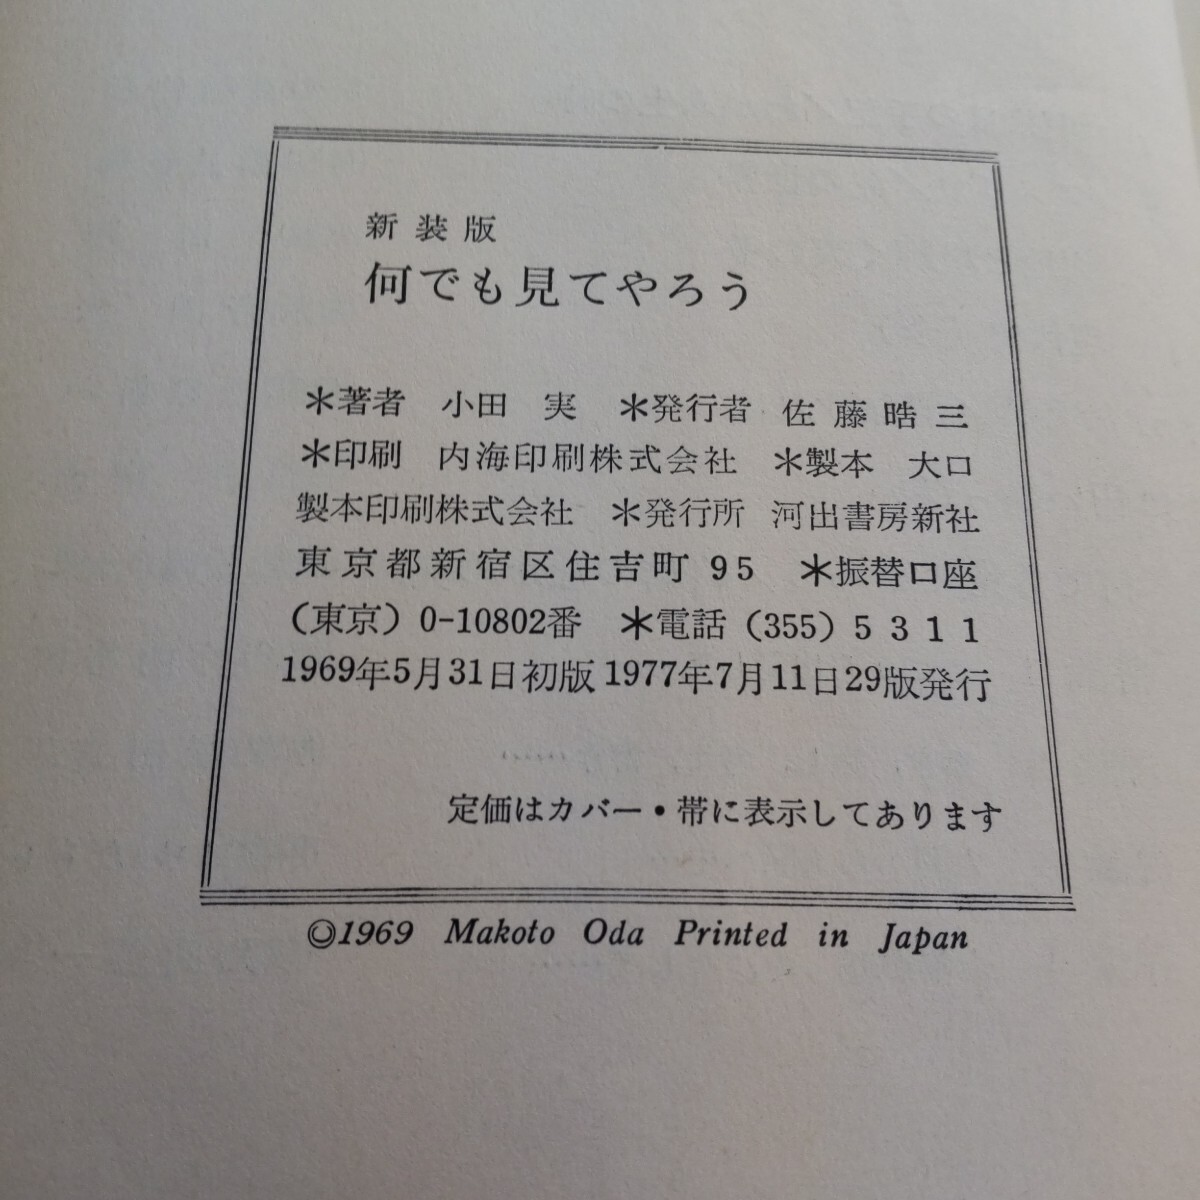 新装版
何でも見てやろう
＊著者 小田 実 ＊発行者 佐藤晧三
＊印刷 内海印刷株式会社 ＊製本 大口
製本印刷株式会社 ＊発行所 河出書房新社
東京都新宿区住吉町95 ＊振替口座
(東京) 0-10802番 ＊電話 (355) 5311
1969年5月31日初版 1977年7月11日29版発行
定価はカバー・帯に表示してあります
©1969 Makoto Oda Printed in Japan